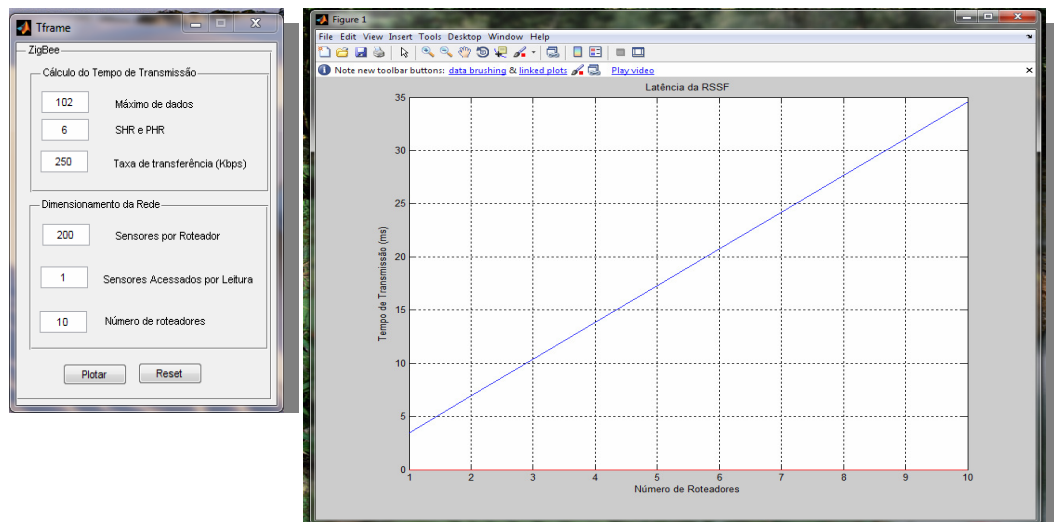 Tframe
ZigBee
Cálculo do Tempo de Transmissão
102 Máximo de dados
6 SHR e PHR
250 Taxa de transferência (Kbps)
Dimensionamento da Rede
200 Sensores por Roteador
1 Sensores Acessados por Leitura
10 Número de roteadores
Plotar Reset
Figure 1
File Edit View Insert Tools Desktop Window Help
Note new toolbar buttons: data brushing & linked plots Play video
Latência da RSSF
Tempo de Transmissão (ms)
35
30
25
20
15
10
5
0
1 2 3 4 5 6 7 8 9 10
Número de Roteadores